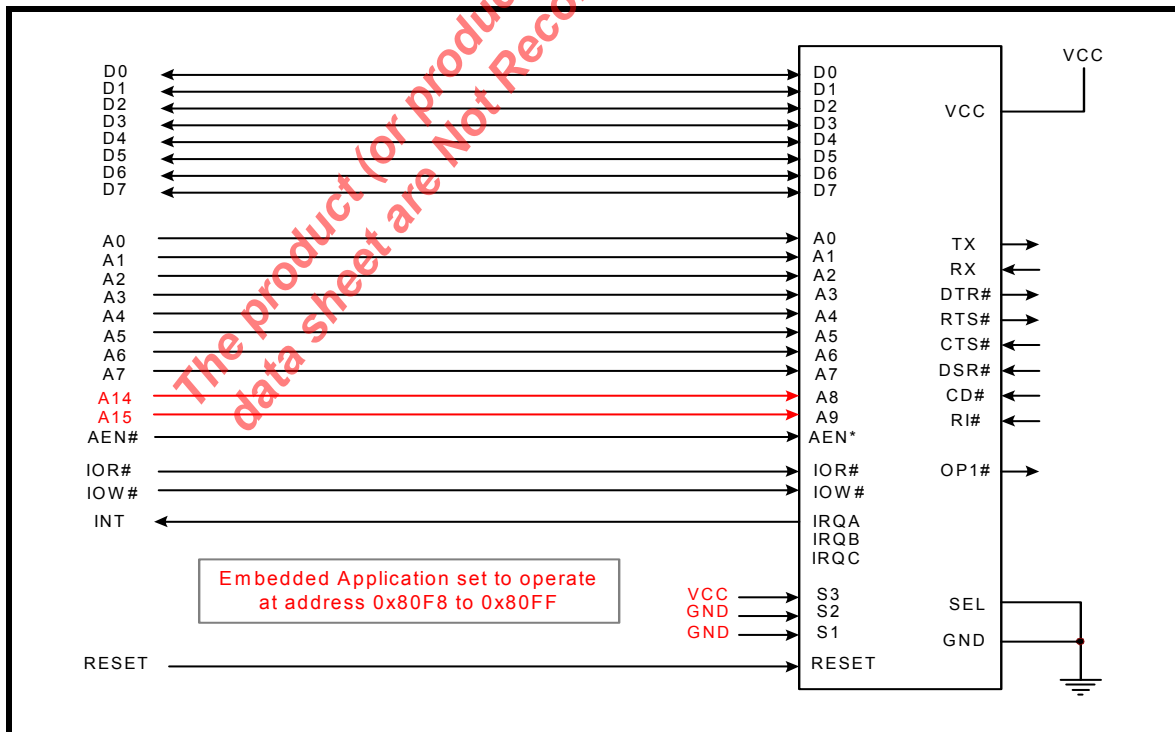 The product (or produc
data sheet are Not Reco
D0
D1
D2
D3
D4
D5
D6
D7
A0
A1
A2
A3
A4
A5
A6
A7
A14
A15
AEN#
IOR#
IOW#
INT
RESET
Embedded Application set to operate
at address 0x80F8 to 0x80FF
VCC
GND
GND
D0
D1
D2
D3
D4
D5
D6
D7
A0
A1
A2
A3
A4
A5
A6
A7
A8
A9
AEN*
IOR#
IOW#
IRQA
IRQB
IRQC
S3
S2
S1
RESET
VCC
VCC
TX
RX
DTR#
RTS#
CTS#
DSR#
CD#
RI#
OP1#
SEL
GND